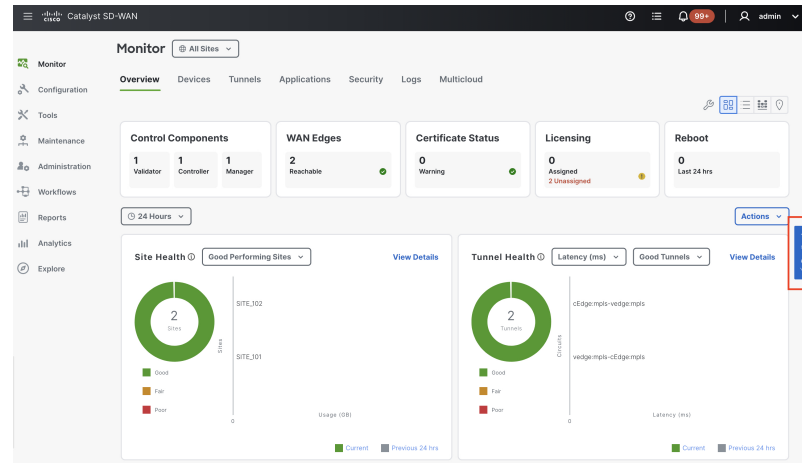 cisco Catalyst SD-WAN
99+
admin
Monitor
All Sites
Monitor
Configuration
Tools
Maintenance
Administration
Workflows
Reports
Analytics
Explore
Overview Devices Tunnels Applications Security Logs Multicloud
Control Components
1 1 1
Validator Controller Manager
WAN Edges
2
Reachable
Certificate Status
0
Warning
Licensing
0
Assigned
2 Unassigned
Reboot
0
Last 24 hrs
24 Hours
Actions
Site Health Good Performing Sites View Details
2
Sites
Good
Fair
Poor
Sites
SITE_102
SITE_101
0
Usage (GB)
Current Previous 24 hrs
Tunnel Health Latency (ms) Good Tunnels View Details
2
Tunnels
Good
Fair
Poor
Circuits
cEdge:mpls-vedge:mpls
vedge:mpls-cEdge:mpls
0
Latency (ms)
Current Previous 24 hrs